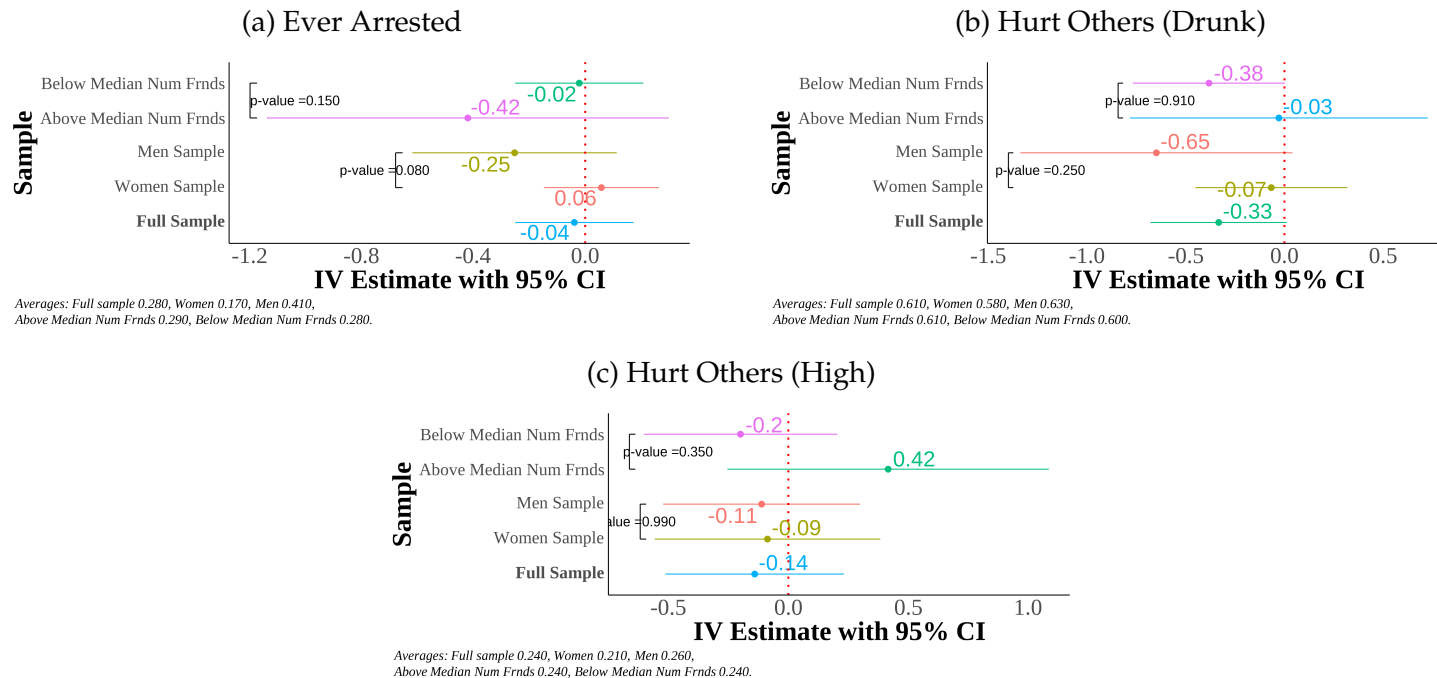 (a) Ever Arrested
Sample
Below Median Num Frnds
-0.02
p-value =0.150
Above Median Num Frnds
-0.42
Men Sample
-0.25
p-value =0.080
Women Sample
0.06
Full Sample
-0.04
-1.2 -0.8 -0.4 0.0
IV Estimate with 95% CI
Averages: Full sample 0.280, Women 0.170, Men 0.410,
Above Median Num Frnds 0.290, Below Median Num Frnds 0.280.
(b) Hurt Others (Drunk)
Sample
Below Median Num Frnds
-0.38
p-value =0.910
Above Median Num Frnds
-0.03
Men Sample
-0.65
p-value =0.250
Women Sample
-0.07
Full Sample
-0.33
-1.5 -1.0 -0.5 0.0 0.5
IV Estimate with 95% CI
Averages: Full sample 0.610, Women 0.580, Men 0.630,
Above Median Num Frnds 0.610, Below Median Num Frnds 0.600.
(c) Hurt Others (High)
Sample
Below Median Num Frnds
-0.2
p-value =0.350
Above Median Num Frnds
0.42
Men Sample
-0.11
alue =0.990
Women Sample
-0.09
Full Sample
-0.14
-0.5 0.0 0.5 1.0
IV Estimate with 95% CI
Averages: Full sample 0.240, Women 0.210, Men 0.260,
Above Median Num Frnds 0.240, Below Median Num Frnds 0.240.